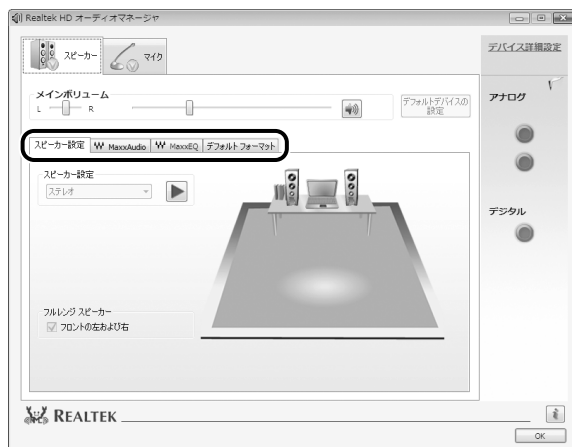 Realtek HD オーディオマネージャ
スピーカー
マイク
デバイス詳細設定
メインボリューム
L
R
デフォルトデバイスの
設定
アナログ
スピーカー設定
MaxxAudio
MaxxEQ
デフォルトフォーマット
スピーカー設定
ステレオ
デジタル
フルレンジ スピーカー
フロントの左および右
REALTEK
i
OK